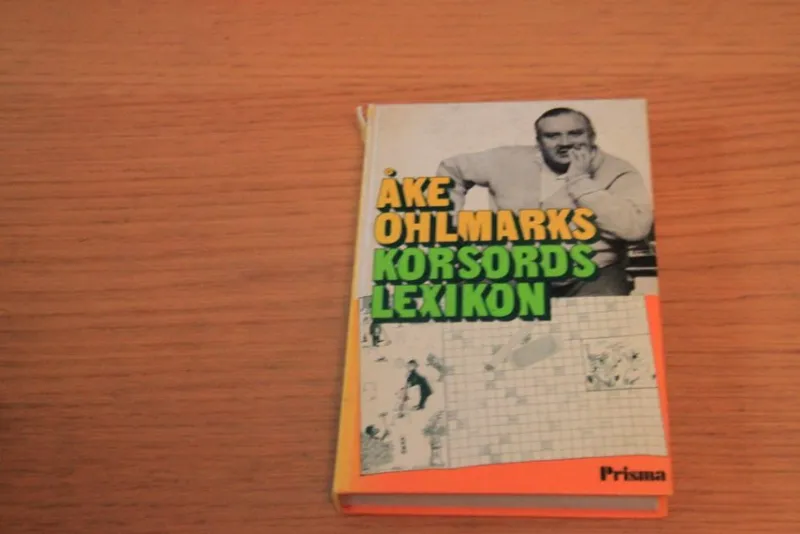 ÅKE
OHLMARKS
KORSORDS
LEXIKON
Prisma